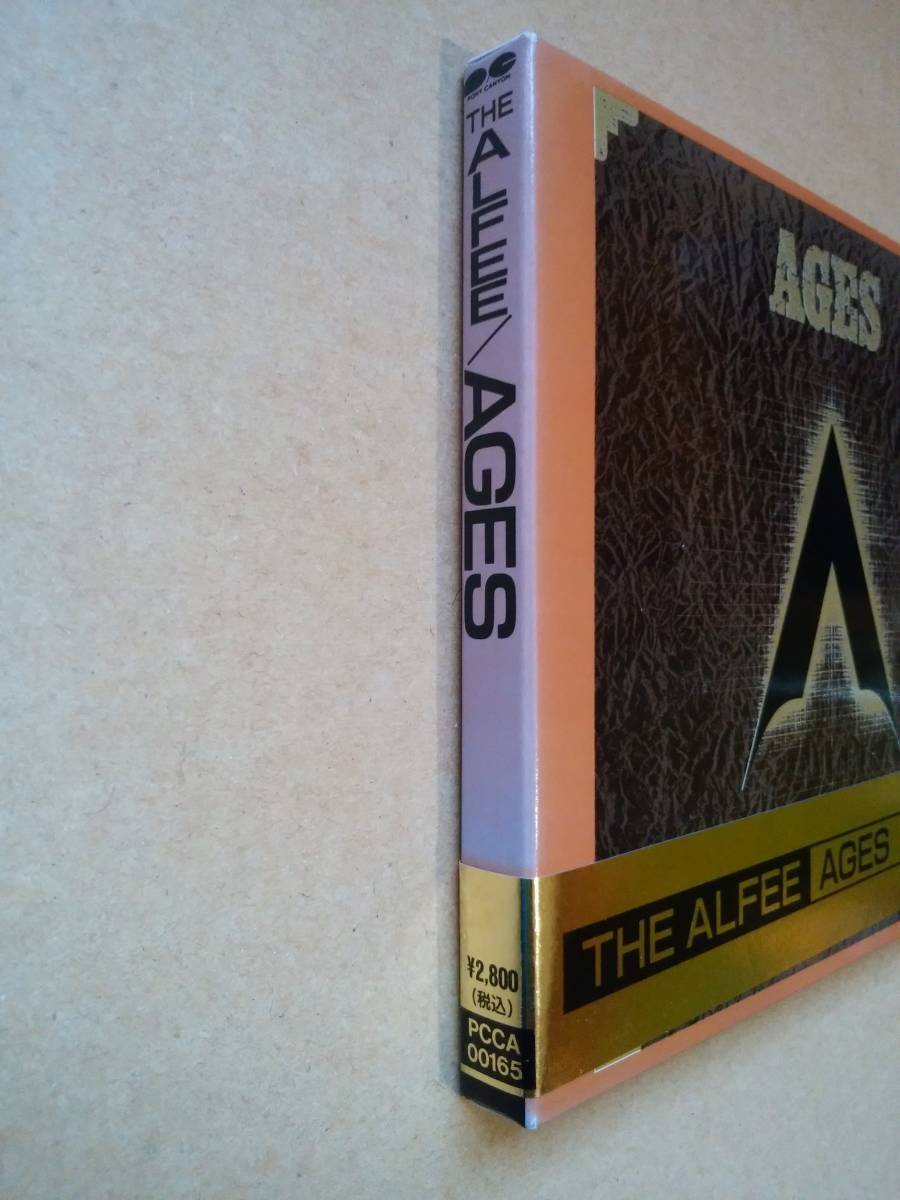 PONY CANYON
THE ALFEE/AGES
¥2,800
(税込)
PCCA
00165
AGES
THE ALFEE AGES